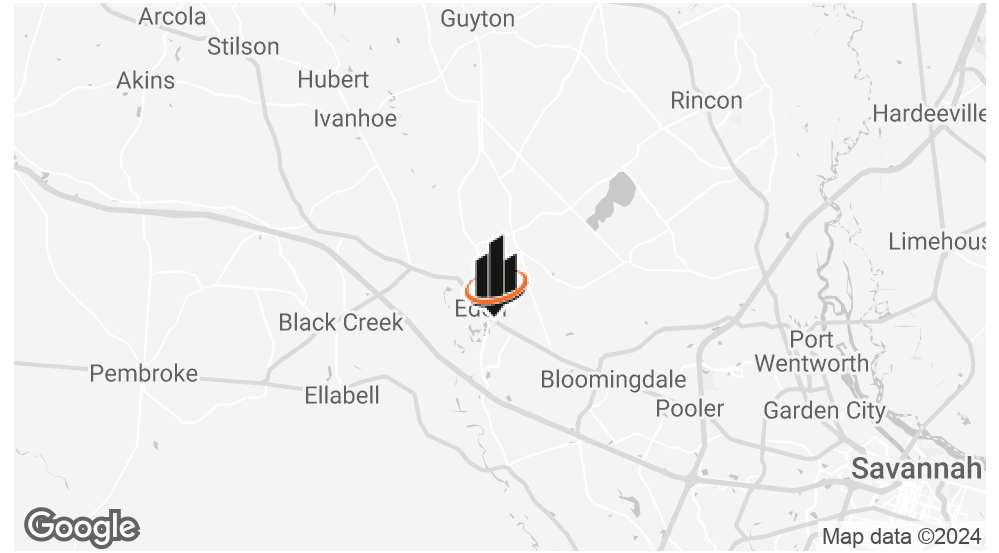 Arcola
Guyton
Stilson
Akins
Hubert
Rincon
Ivanhoe
Hardeeville
Limehous
Eden
Black Creek
Port
Wentworth
Pembroke
Bloomingdale
Ellabell
Pooler
Garden City
Savannah
Google
Map data ©2024